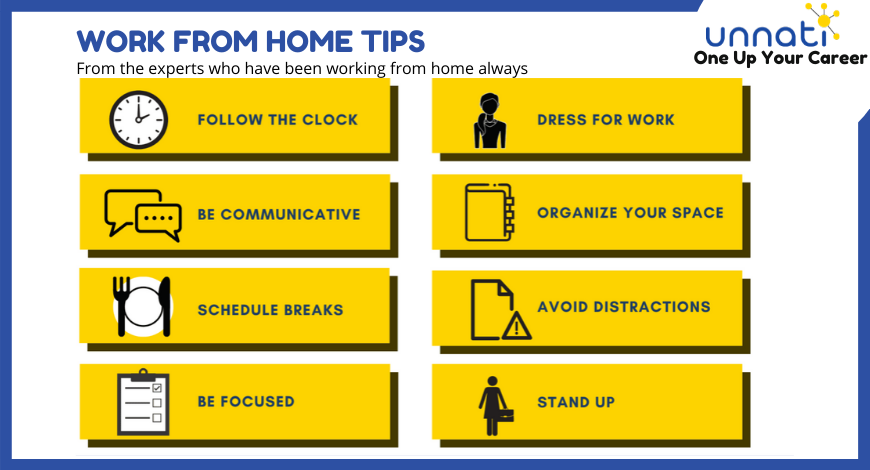 WORK FROM HOME TIPS
From the experts who have been working from home always
unnati
One Up Your Career
FOLLOW THE CLOCK
DRESS FOR WORK
BE COMMUNICATIVE
ORGANIZE YOUR SPACE
SCHEDULE BREAKS
AVOID DISTRACTIONS
BE FOCUSED
STAND UP